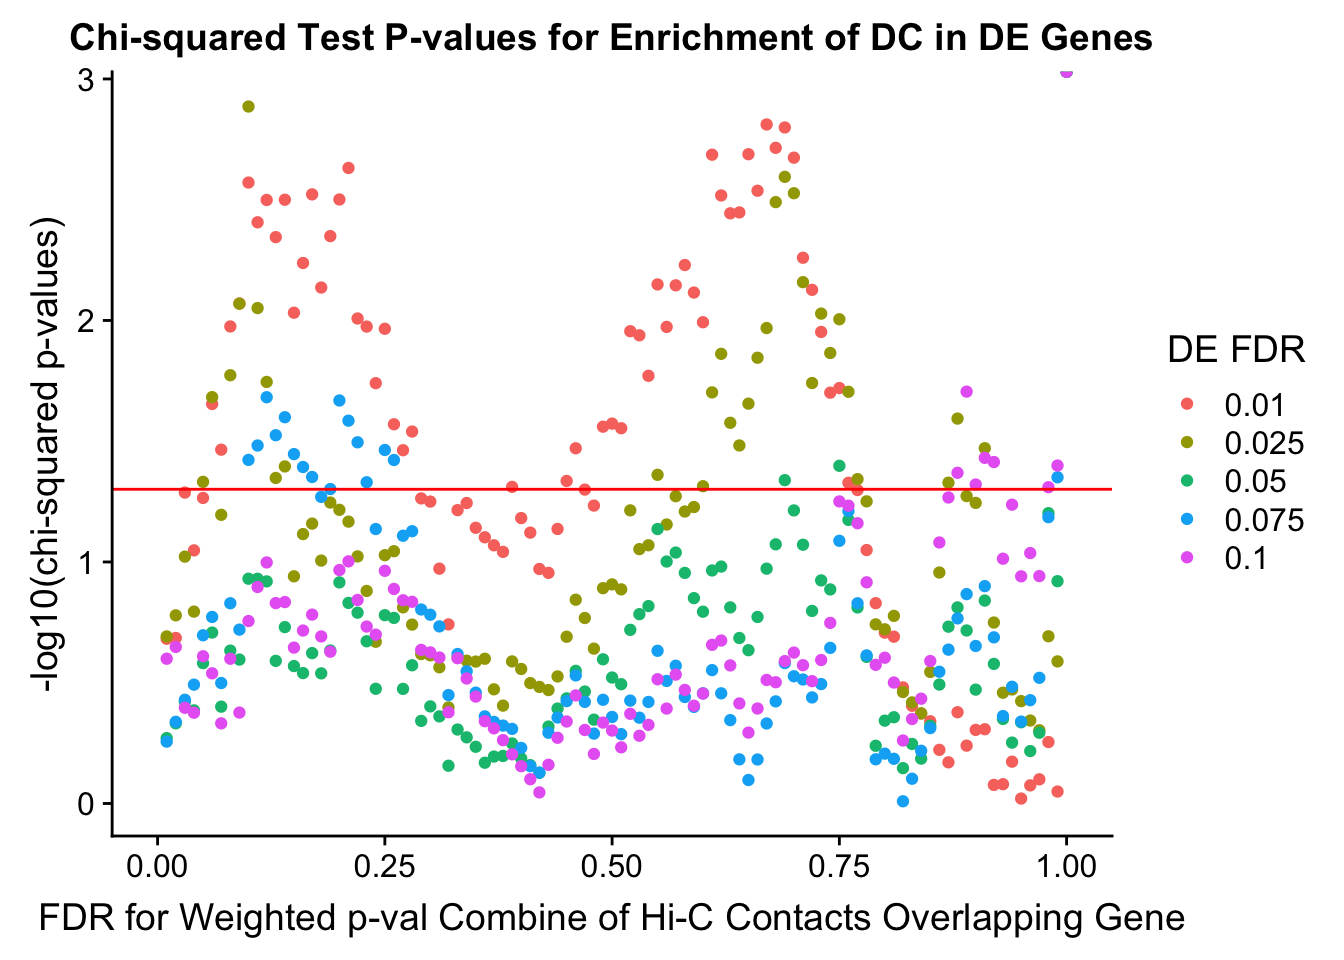 Chi-squared Test P-values for Enrichment of DC in DE Genes
-log10(chi-squared p-values)
3
2
1
0
0.00 0.25 0.50 0.75 1.00
FDR for Weighted p-val Combine of Hi-C Contacts Overlapping Gene
DE FDR
0.01
0.025
0.05
0.075
0.1